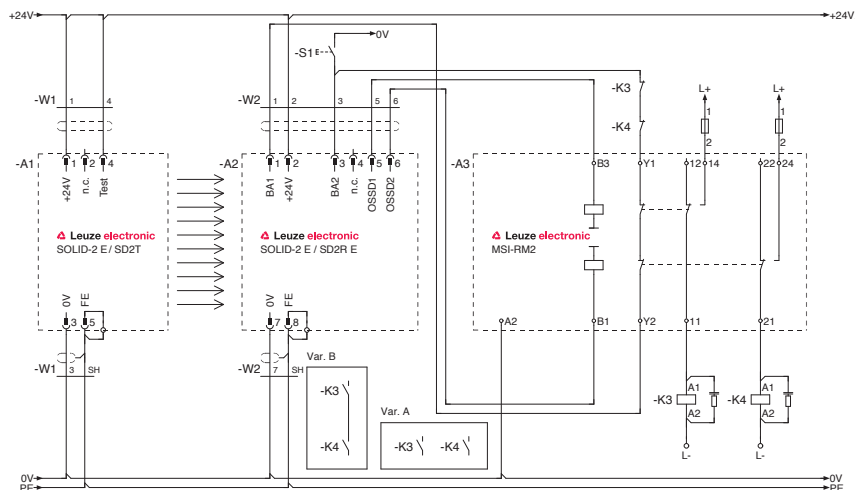 +24V +24V
0V
-S1 E
-K3 L+ L+
-W1 1 4 -W2 1 2 3 5 6 1 1
-K4 2 2
-A1 1 2 4 -A2 1 2 3 4 5 6 -A3 B3 Y1 12 14 22 24
+24V n.c. Test BA1 +24V BA2 n.c. OSSD1 OSSD2
Leuze electronic Leuze electronic Leuze electronic
SOLID-2 E / SD2T SOLID-2 E / SD2R E MSI-RM2
0V FE 0V FE
3 5 7 8 A2 B1 Y2 11 21
Var. B
-W1 3 SH -W2 7 SH
-K3 A1 A1
-K3 -K4
Var. A A2 A2
-K4 -K3 -K4
L- L-
0V 0V
PE PE